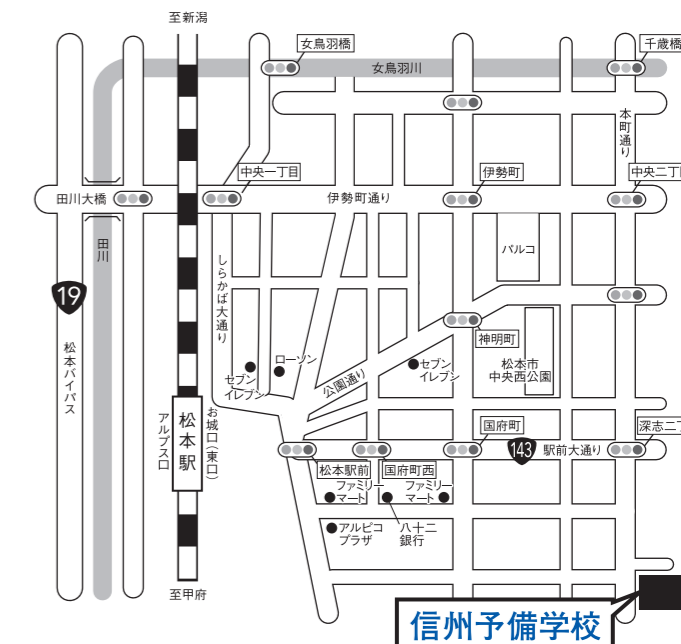 至新潟
女鳥羽橋
女鳥羽川
千歳橋
本町通り
中央一丁目
伊勢町
中央二丁
田川大橋
伊勢町通り
田川
しらかば大通り
パルコ
19
松本バイパス
神明町
ローソン
セブン
イレブン
公園通り
セブン
イレブン
松本市
中央西公園
アルプス口
松本駅
お城口(東口)
国府町
143
駅前大通り
深志二丁
松本駅前
国府町西
ファミリー
マート
ファミリー
マート
アルピコ
プラザ
八十二
銀行
至甲府
信州予備学校